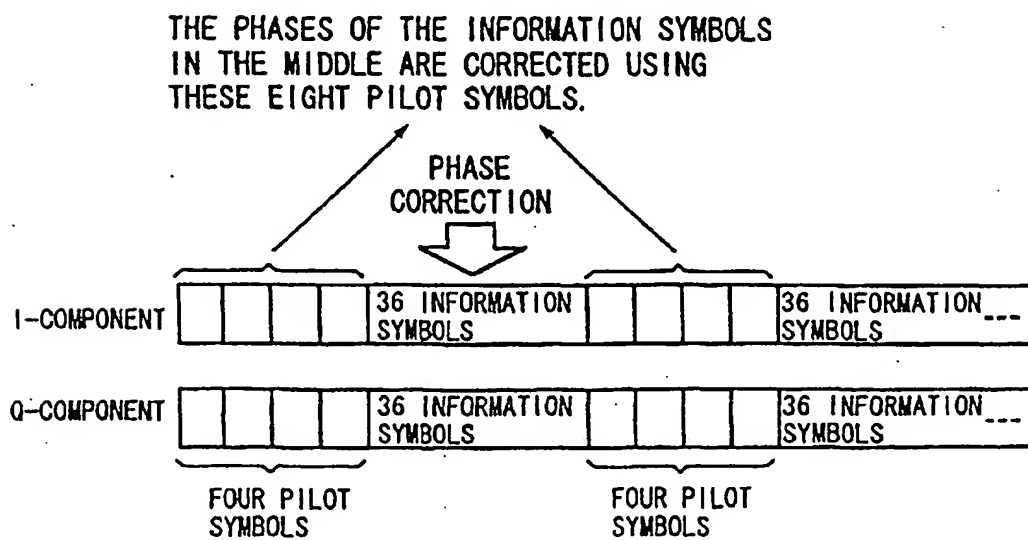 THE PHASES OF THE INFORMATION SYMBOLS
IN THE MIDDLE ARE CORRECTED USING
THESE EIGHT PILOT SYMBOLS.
PHASE
CORRECTION
I-COMPONENT
36 INFORMATION
SYMBOLS
36 INFORMATION
SYMBOLS
Q-COMPONENT
36 INFORMATION
SYMBOLS
36 INFORMATION
SYMBOLS
FOUR PILOT
SYMBOLS
FOUR PILOT
SYMBOLS